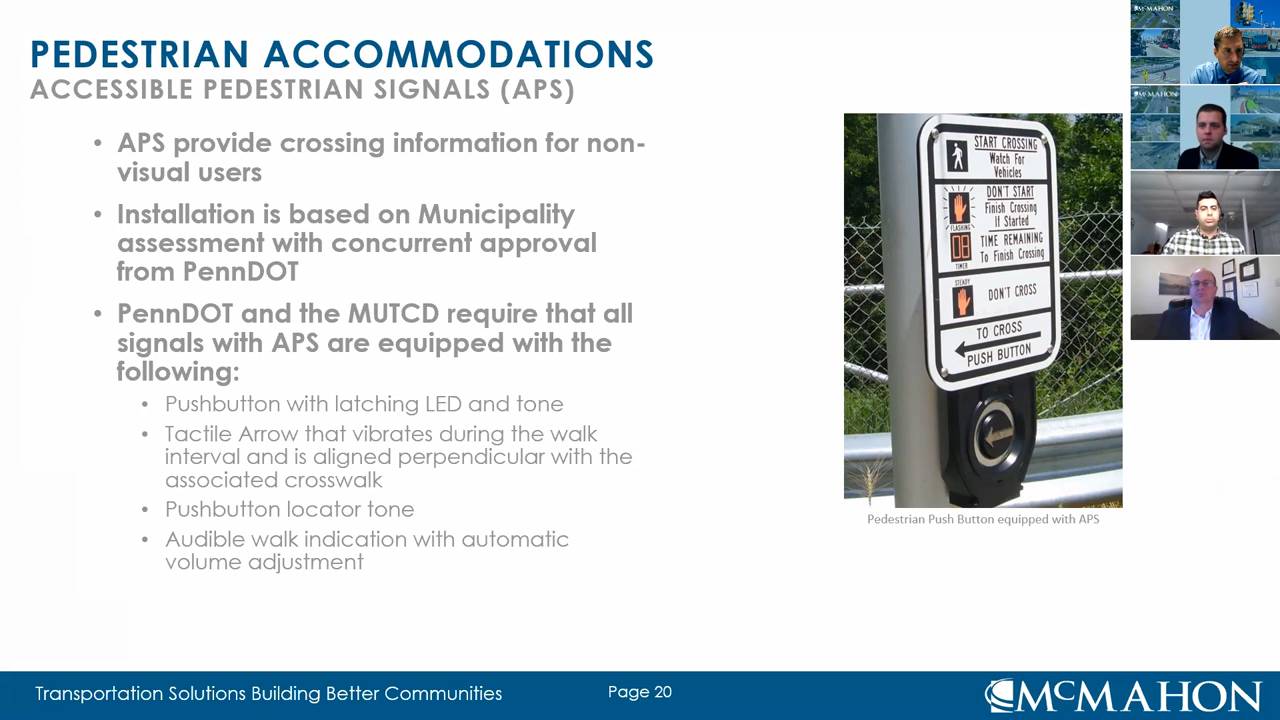 PEDESTRIAN ACCOMMODATIONS
ACCESSIBLE PEDESTRIAN SIGNALS (APS)
• APS provide crossing information for non-
visual users
• Installation is based on Municipality
assessment with concurrent approval
from PennDOT
• PennDOT and the MUTCD require that all
signals with APS are equipped with the
following:
• Pushbutton with latching LED and tone
• Tactile Arrow that vibrates during the walk
interval and is aligned perpendicular with the
associated crosswalk
• Pushbutton locator tone
• Audible walk indication with automatic
volume adjustment
START CROSSING
Watch For
Vehicles
DON'T START
Finish Crossing
If Started
FLASHING
08
TIME REMAINING
To Finish Crossing
TIMER
STEADY
DON'T CROSS
TO CROSS
PUSH BUTTON
Pedestrian Push Button equipped with APS
McMAHON
McMAHON
Transportation Solutions Building Better Communities
Page 20
McMAHON